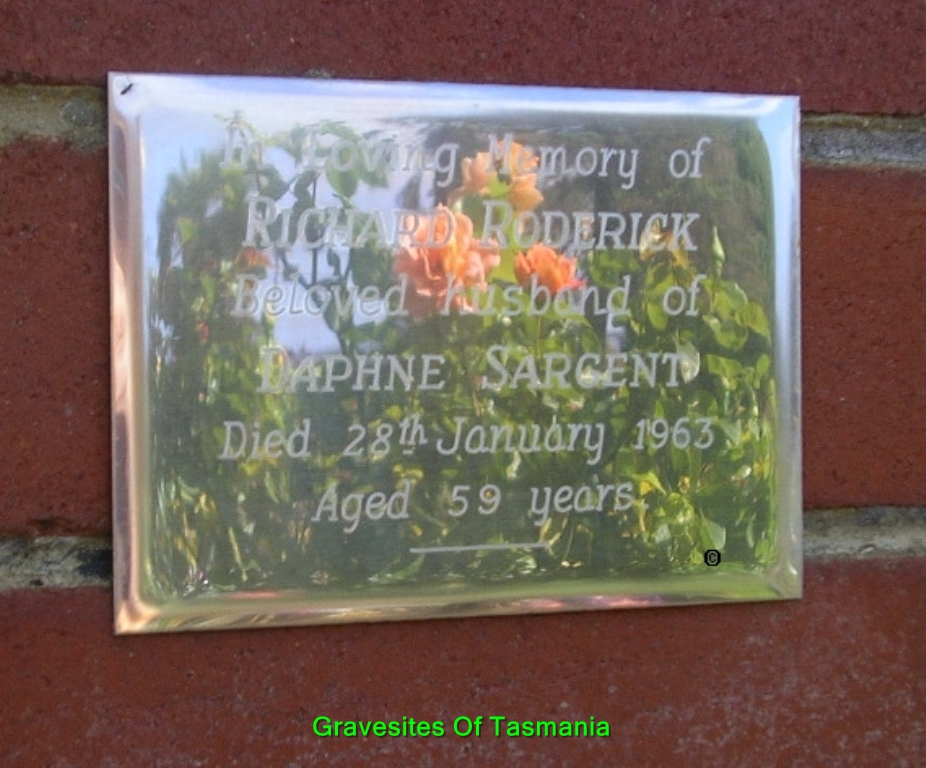 In Loving Memory of
RICHARD RODERICK
Beloved husband of
DAPHNE SARGENT
Died 28th January 1963
Aged 59 years.
©
Gravesites Of Tasmania